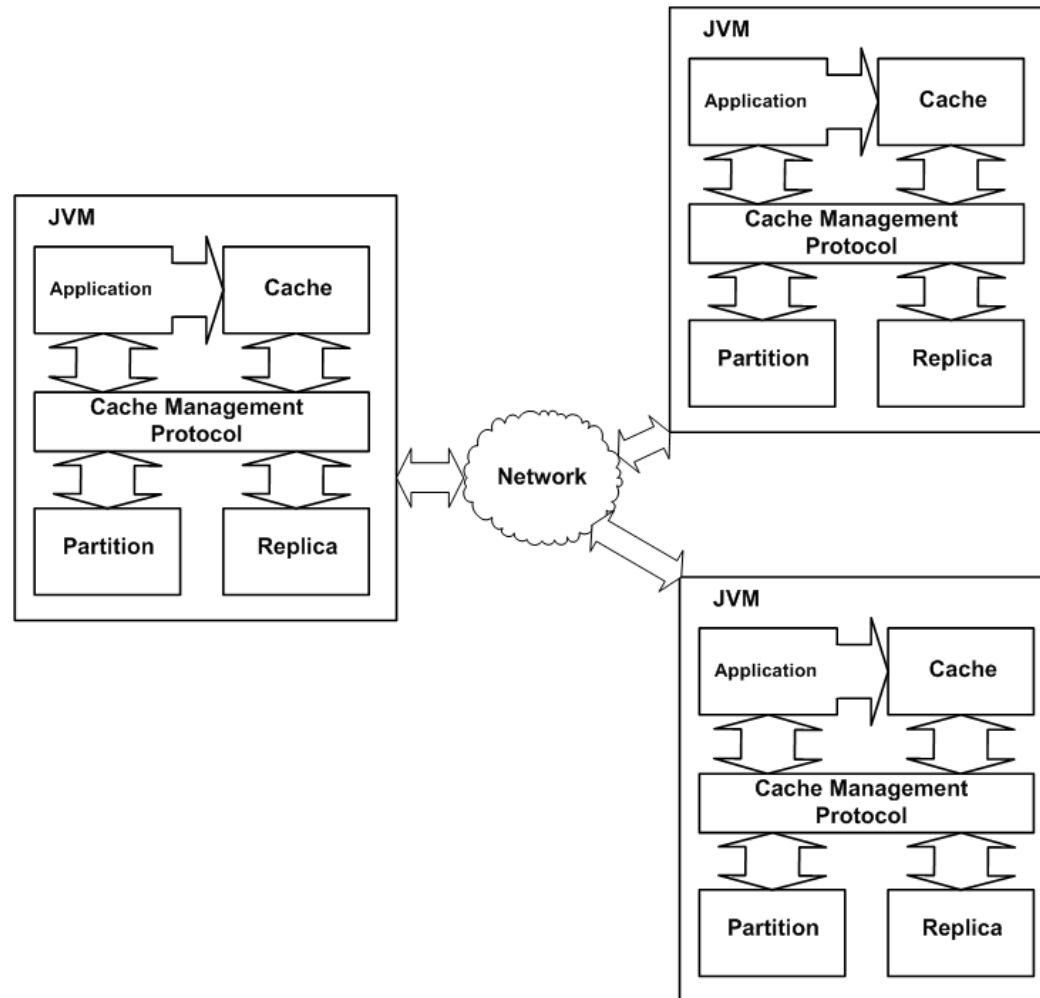 JVM
Application
Cache
Cache Management
Protocol
Partition
Replica
Network
JVM
Application
Cache
Cache Management
Protocol
Partition
Replica
JVM
Application
Cache
Cache Management
Protocol
Partition
Replica